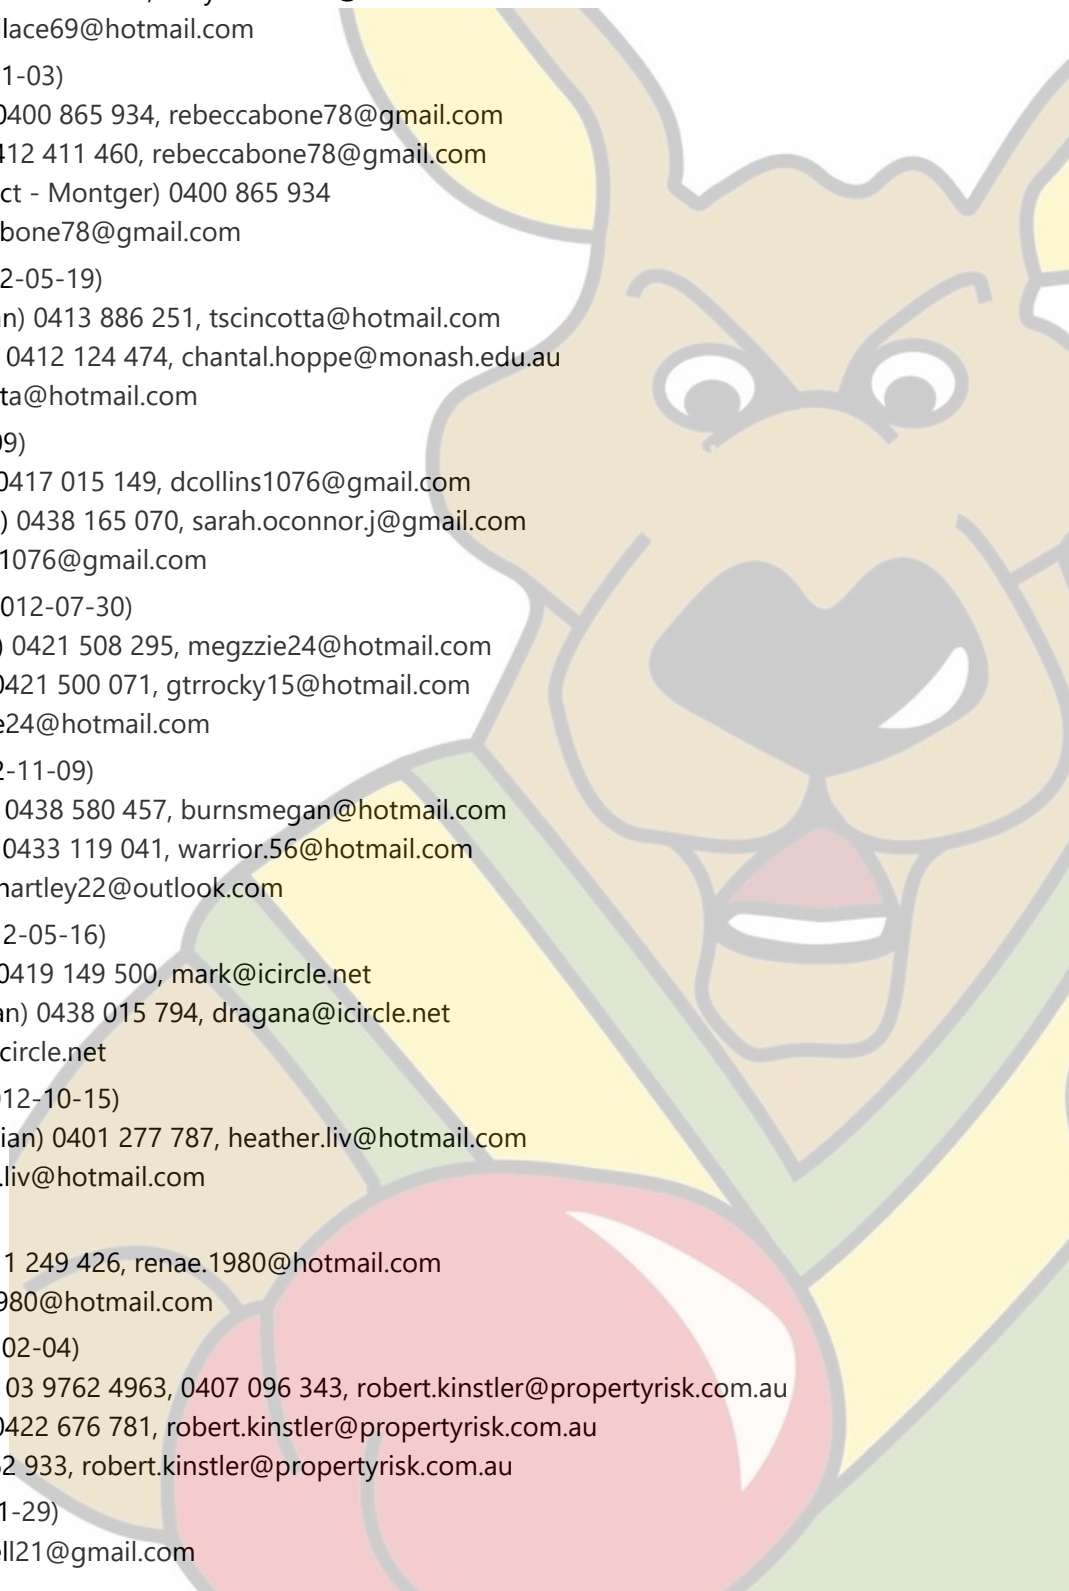 llace69@hotmail.com
1-03)
0400 865 934, rebeccabone78@gmail.com
412 411 460, rebeccabone78@gmail.com
ct - Montger) 0400 865 934
bone78@gmail.com
2-05-19)
n) 0413 886 251, tscincotta@hotmail.com
0412 124 474, chantal.hoppe@monash.edu.au
ta@hotmail.com
09)
0417 015 149, dcollins1076@gmail.com
) 0438 165 070, sarah.oconnor.j@gmail.com
1076@gmail.com
012-07-30)
) 0421 508 295, megzzie24@hotmail.com
0421 500 071, gtrrocky15@hotmail.com
e24@hotmail.com
2-11-09)
0438 580 457, burnsmegan@hotmail.com
0433 119 041, warrior.56@hotmail.com
hartley22@outlook.com
2-05-16)
0419 149 500, mark@icircle.net
an) 0438 015 794, dragana@icircle.net
circle.net
12-10-15)
ian) 0401 277 787, heather.liv@hotmail.com
.liv@hotmail.com
1 249 426, renae.1980@hotmail.com
980@hotmail.com
02-04)
03 9762 4963, 0407 096 343, robert.kinstler@propertyrisk.com.au
0422 676 781, robert.kinstler@propertyrisk.com.au
2 933, robert.kinstler@propertyrisk.com.au
1-29)
ell21@gmail.com